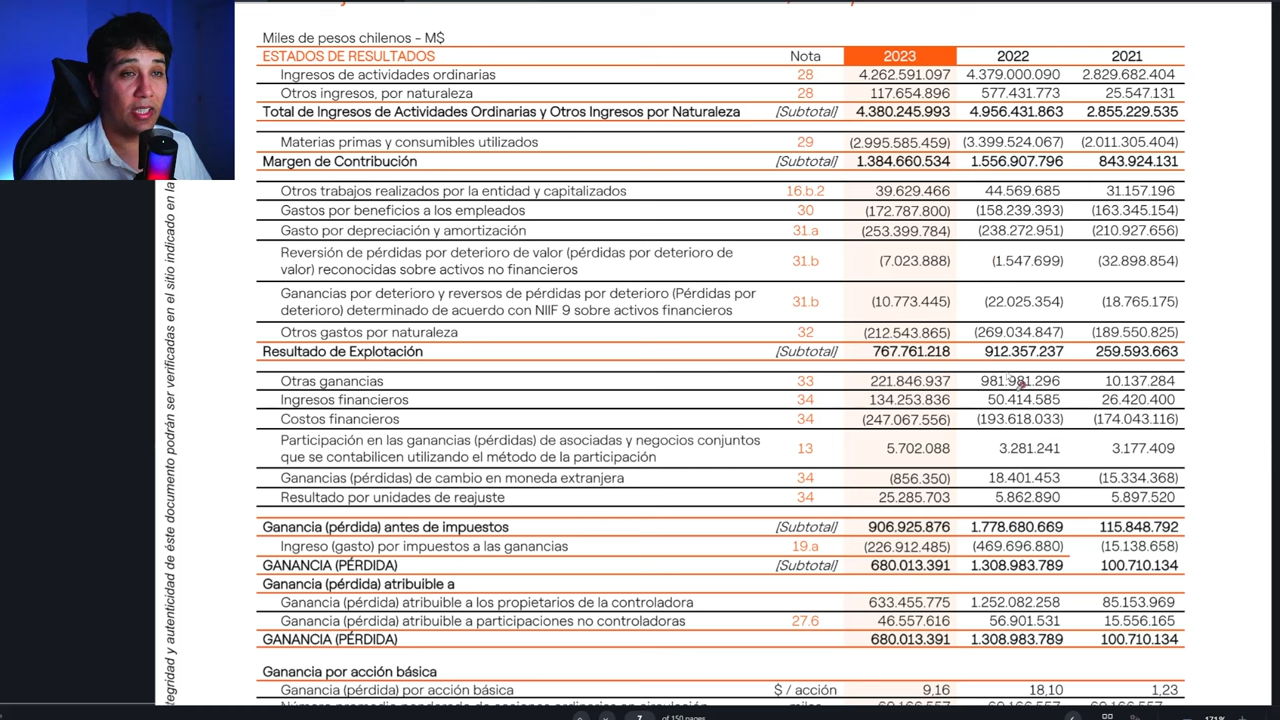 Miles de pesos chilenos - M$
ESTADOS DE RESULTADOS Nota 2023 2022 2021
Ingresos de actividades ordinarias 28 4.262.591.097 4.379.000.090 2.829.682.404
Otros ingresos, por naturaleza 28 117.654.896 577.431.773 25.547.131
Total de Ingresos de Actividades Ordinarias y Otros Ingresos por Naturaleza [Subtotal] 4.380.245.993 4.956.431.863 2.855.229.535
Materias primas y consumibles utilizados 29 (2.995.585.459) (3.399.524.067) (2.011.305.404)
Margen de Contribución [Subtotal] 1.384.660.534 1.556.907.796 843.924.131
Otros trabajos realizados por la entidad y capitalizados 16.b.2 39.629.466 44.569.685 31.157.196
Gastos por beneficios a los empleados 30 (172.787.800) (158.239.393) (163.345.154)
Gasto por depreciación y amortización 31.a (253.399.784) (238.272.951) (210.927.656)
Reversión de pérdidas por deterioro de valor (pérdidas por deterioro de
valor) reconocidas sobre activos no financieros 31.b (7.023.888) (1.547.699) (32.898.854)
Ganancias por deterioro y reversos de pérdidas por deterioro (Pérdidas por
deterioro) determinado de acuerdo con NIIF 9 sobre activos financieros 31.b (10.773.445) (22.025.354) (18.765.175)
Otros gastos por naturaleza 32 (212.543.865) (269.034.847) (189.550.825)
Resultado de Explotación [Subtotal] 767.761.218 912.357.237 259.593.663
Otras ganancias 33 221.846.937 981.981.296 10.137.284
Ingresos financieros 34 134.253.836 50.414.585 26.420.400
Costos financieros 34 (247.067.556) (193.618.033) (174.043.116)
Participación en las ganancias (pérdidas) de asociadas y negocios conjuntos
que se contabilicen utilizando el método de la participación 13 5.702.088 3.281.241 3.177.409
Ganancias (pérdidas) de cambio en moneda extranjera 34 (856.350) 18.401.453 (15.334.368)
Resultado por unidades de reajuste 34 25.285.703 5.862.890 5.897.520
Ganancia (pérdida) antes de impuestos [Subtotal] 906.925.876 1.778.680.669 115.848.792
Ingreso (gasto) por impuestos a las ganancias 19.a (226.912.485) (469.696.880) (15.138.658)
GANANCIA (PÉRDIDA) [Subtotal] 680.013.391 1.308.983.789 100.710.134
Ganancia (pérdida) atribuible a
Ganancia (pérdida) atribuible a los propietarios de la controladora 633.455.775 1.252.082.258 85.153.969
Ganancia (pérdida) atribuible a participaciones no controladoras 27.6 46.557.616 56.901.531 15.556.165
GANANCIA (PÉRDIDA) 680.013.391 1.308.983.789 100.710.134
Ganancia por acción básica
Ganancia (pérdida) por acción básica $ / acción 9,16 18,10 1,23
tegridad y autenticidad de éste documento podrán ser verificadas en el sitio indicado en la
7 of 150 pages 171%